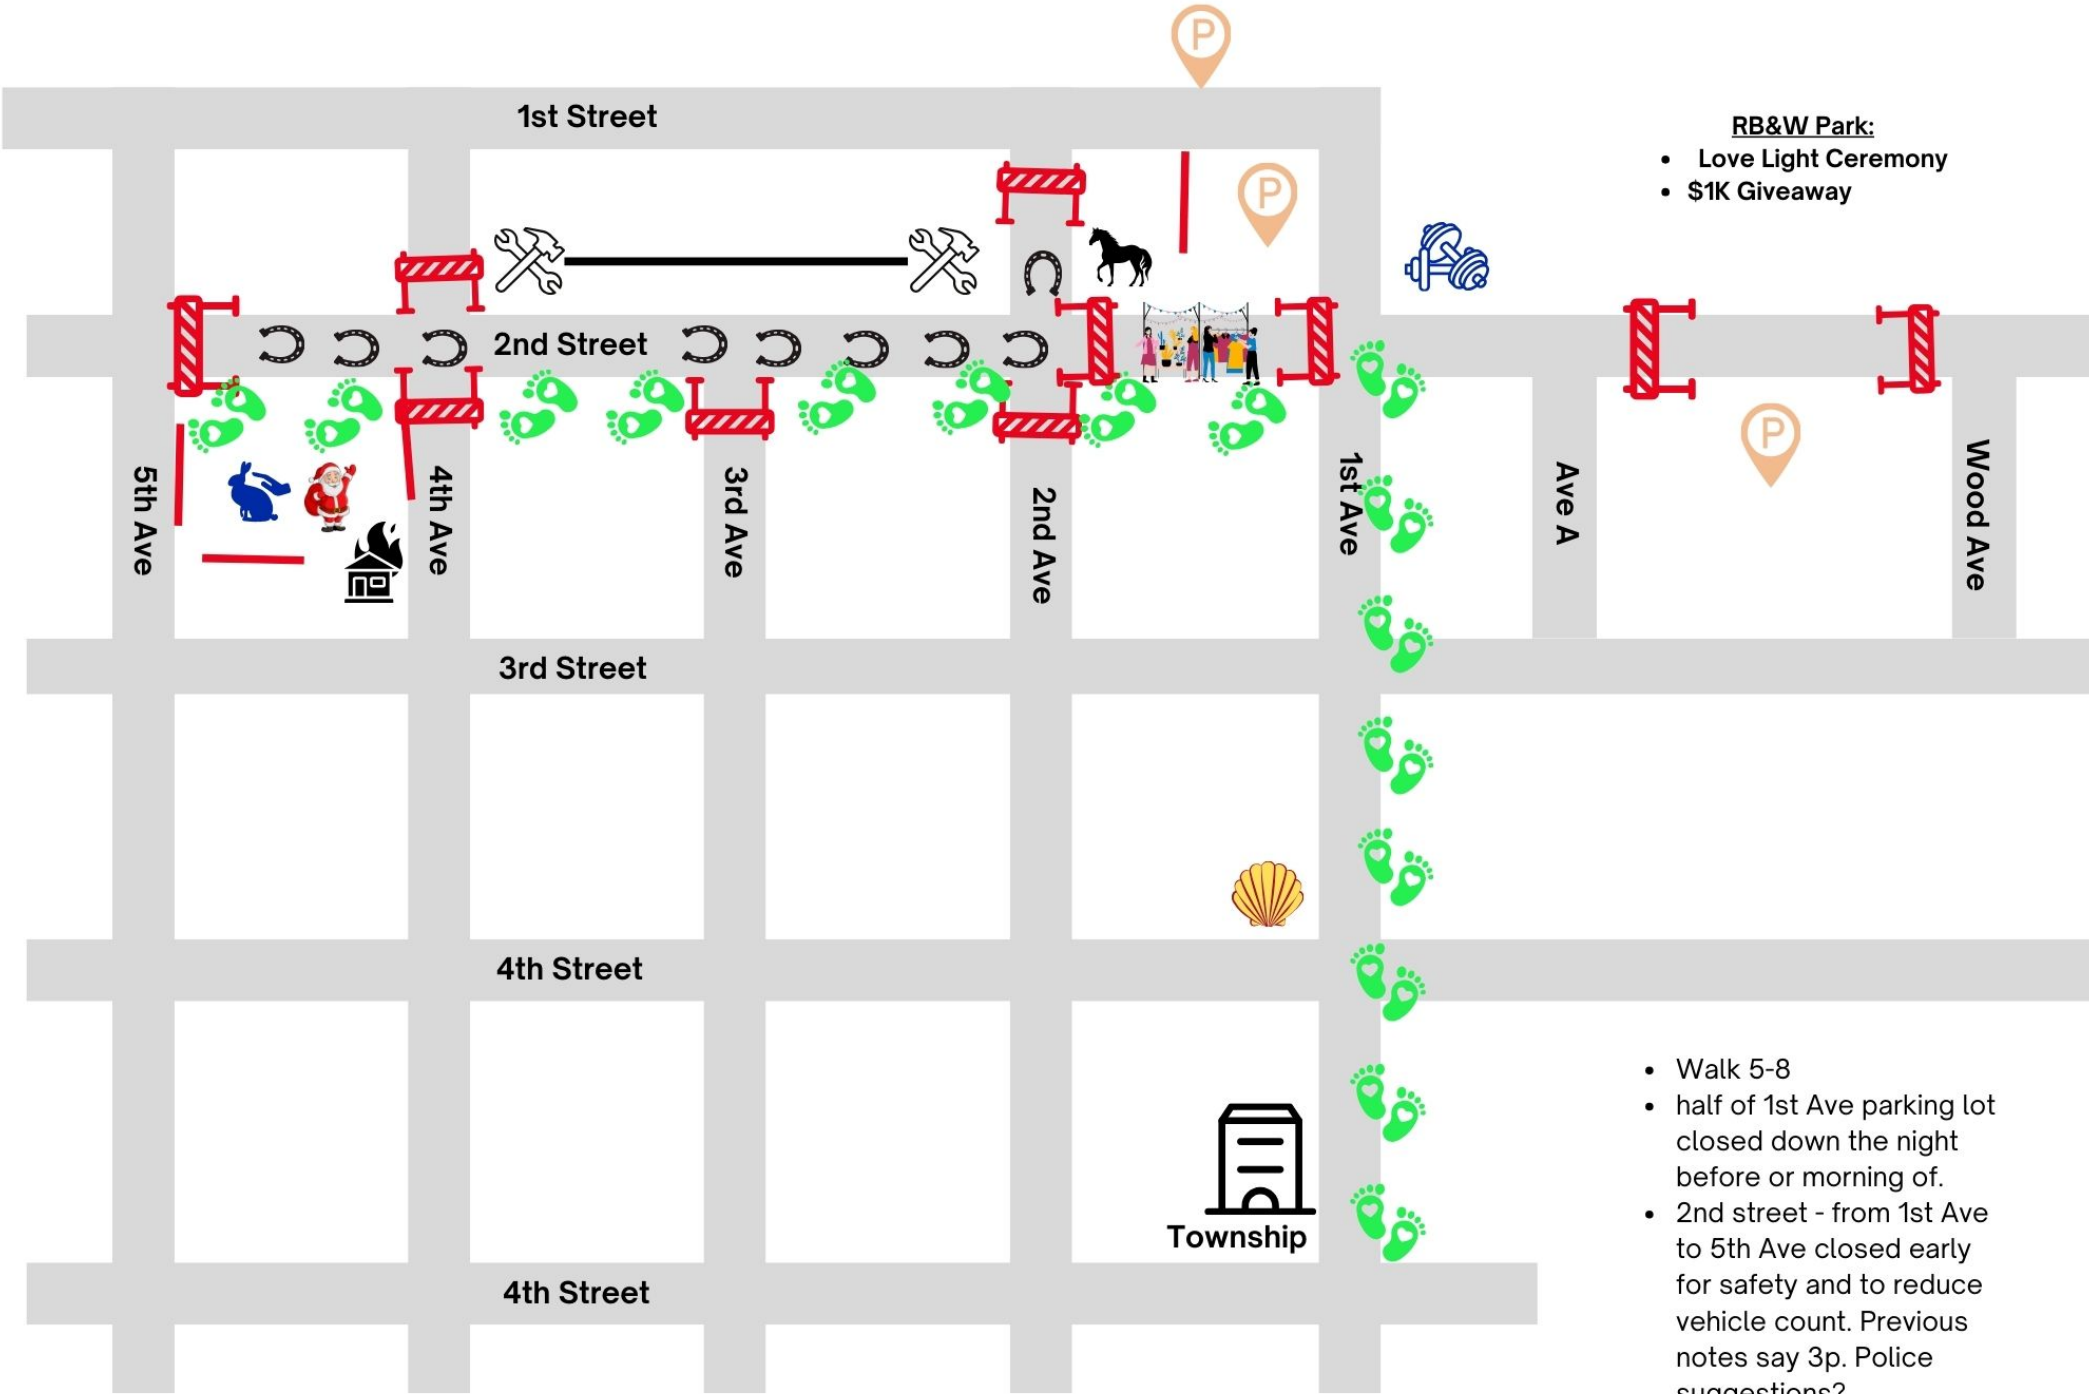 P
1st Street
RB&W Park:
• Love Light Ceremony
• $1K Giveaway
P
2nd Street
P
5th Ave
4th Ave
3rd Ave
2nd Ave
1st Ave
Ave A
Wood Ave
3rd Street
4th Street
• Walk 5-8
• half of 1st Ave parking lot
closed down the night
before or morning of.
• 2nd street - from 1st Ave
to 5th Ave closed early
for safety and to reduce
vehicle count. Previous
notes say 3p. Police
suggestions?
Township
4th Street